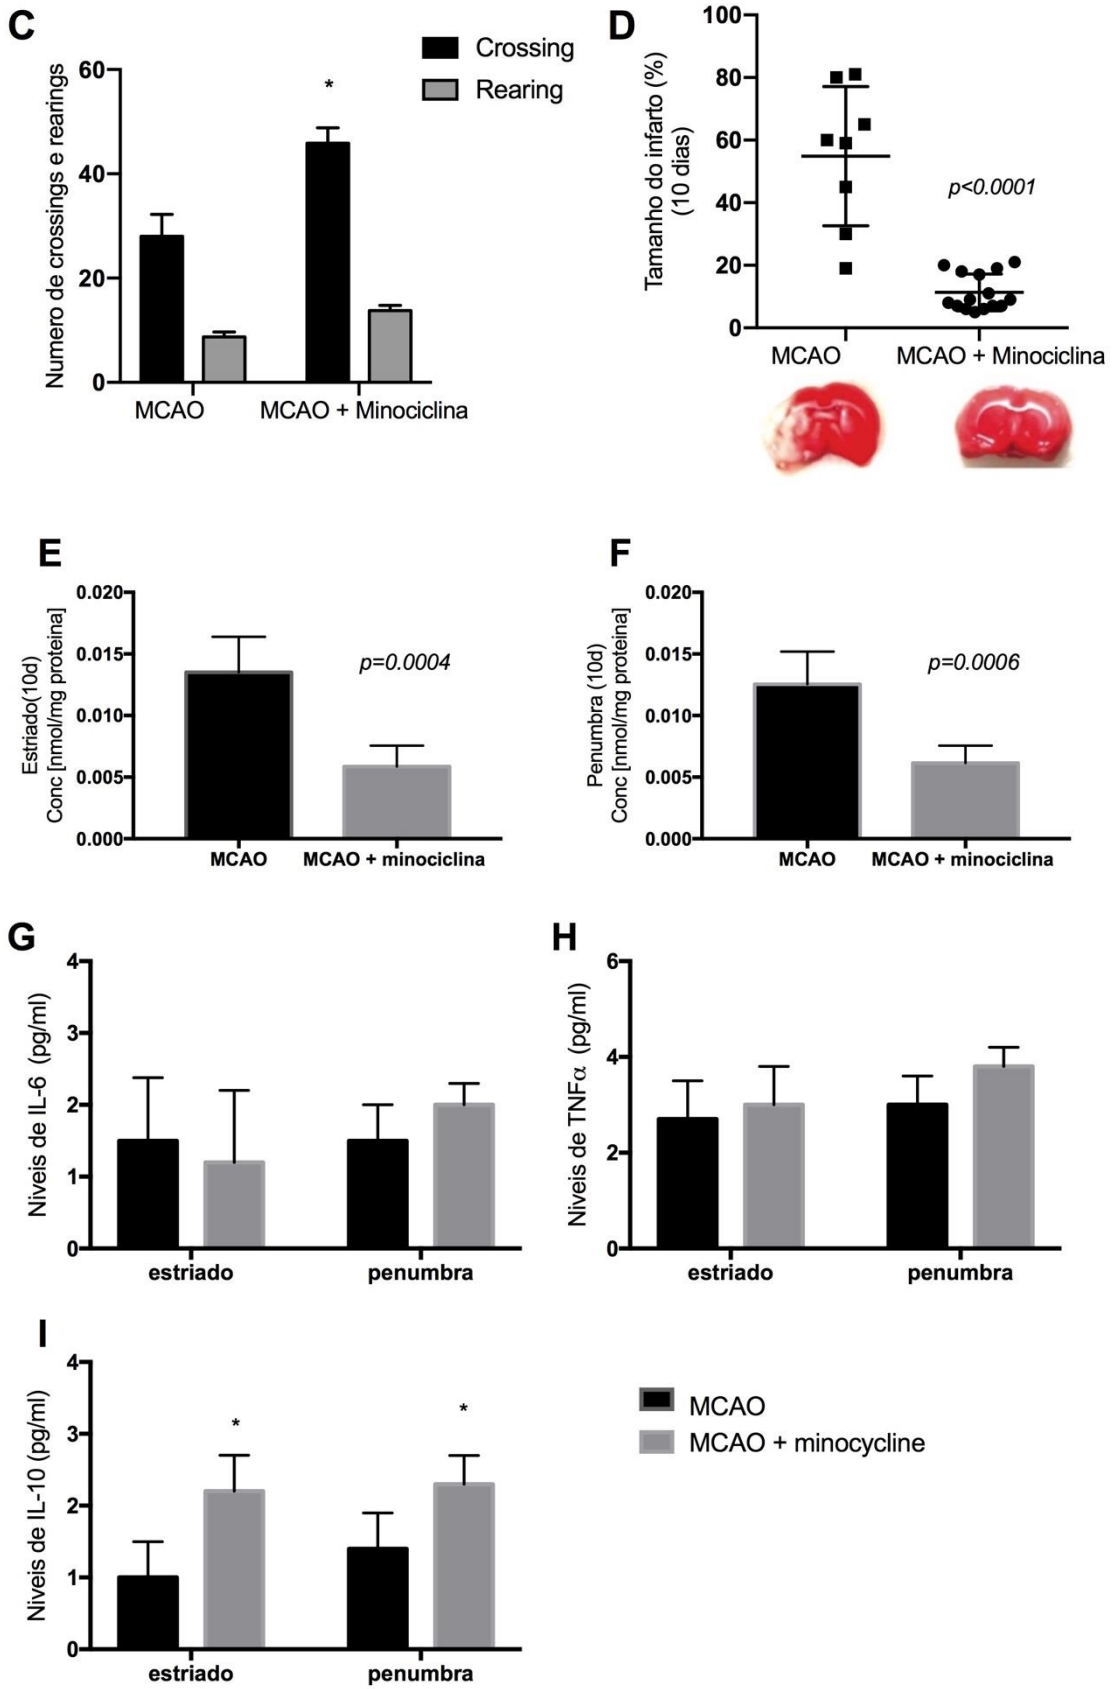 C
Crossing
Rearing
Numero de crossings e rearings
60
40
20
0
*
MCAO
MCAO + Minociclina
D
Tamanho do infarto (%)
(10 dias)
100
80
60
40
20
0
p<0.0001
MCAO
MCAO + Minociclina
E
Estriado(10d)
Conc [nmol/mg proteina]
0.020
0.015
0.010
0.005
0.000
p=0.0004
MCAO
MCAO + minociclina
F
Penumbra (10d)
Conc [nmol/mg proteina]
0.020
0.015
0.010
0.005
0.000
p=0.0006
MCAO
MCAO + minociclina
G
Niveis de IL-6 (pg/ml)
4
3
2
1
0
estriado
penumbra
H
Niveis de TNFα (pg/ml)
6
4
2
0
estriado
penumbra
I
Niveis de IL-10 (pg/ml)
4
3
2
1
0
*
*
estriado
penumbra
MCAO
MCAO + minocycline